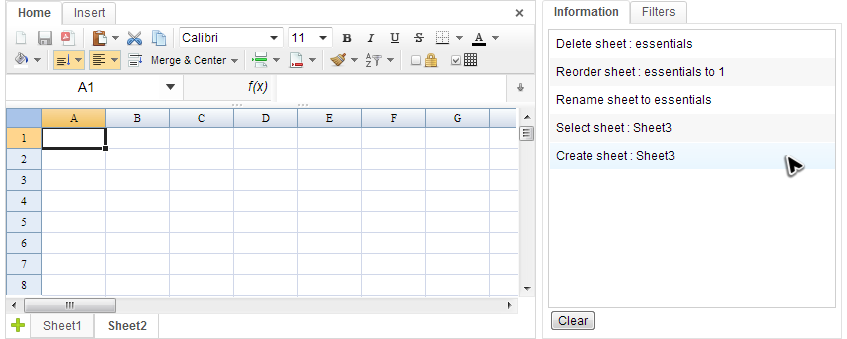 Home Insert
Calibri 11 B I U S A
Merge & Center
A1 f(x)
A B C D E F G
1
2
3
4
5
6
7
8
Sheet1 Sheet2
Information Filters
Delete sheet : essentials
Reorder sheet : essentials to 1
Rename sheet to essentials
Select sheet : Sheet3
Create sheet : Sheet3
Clear